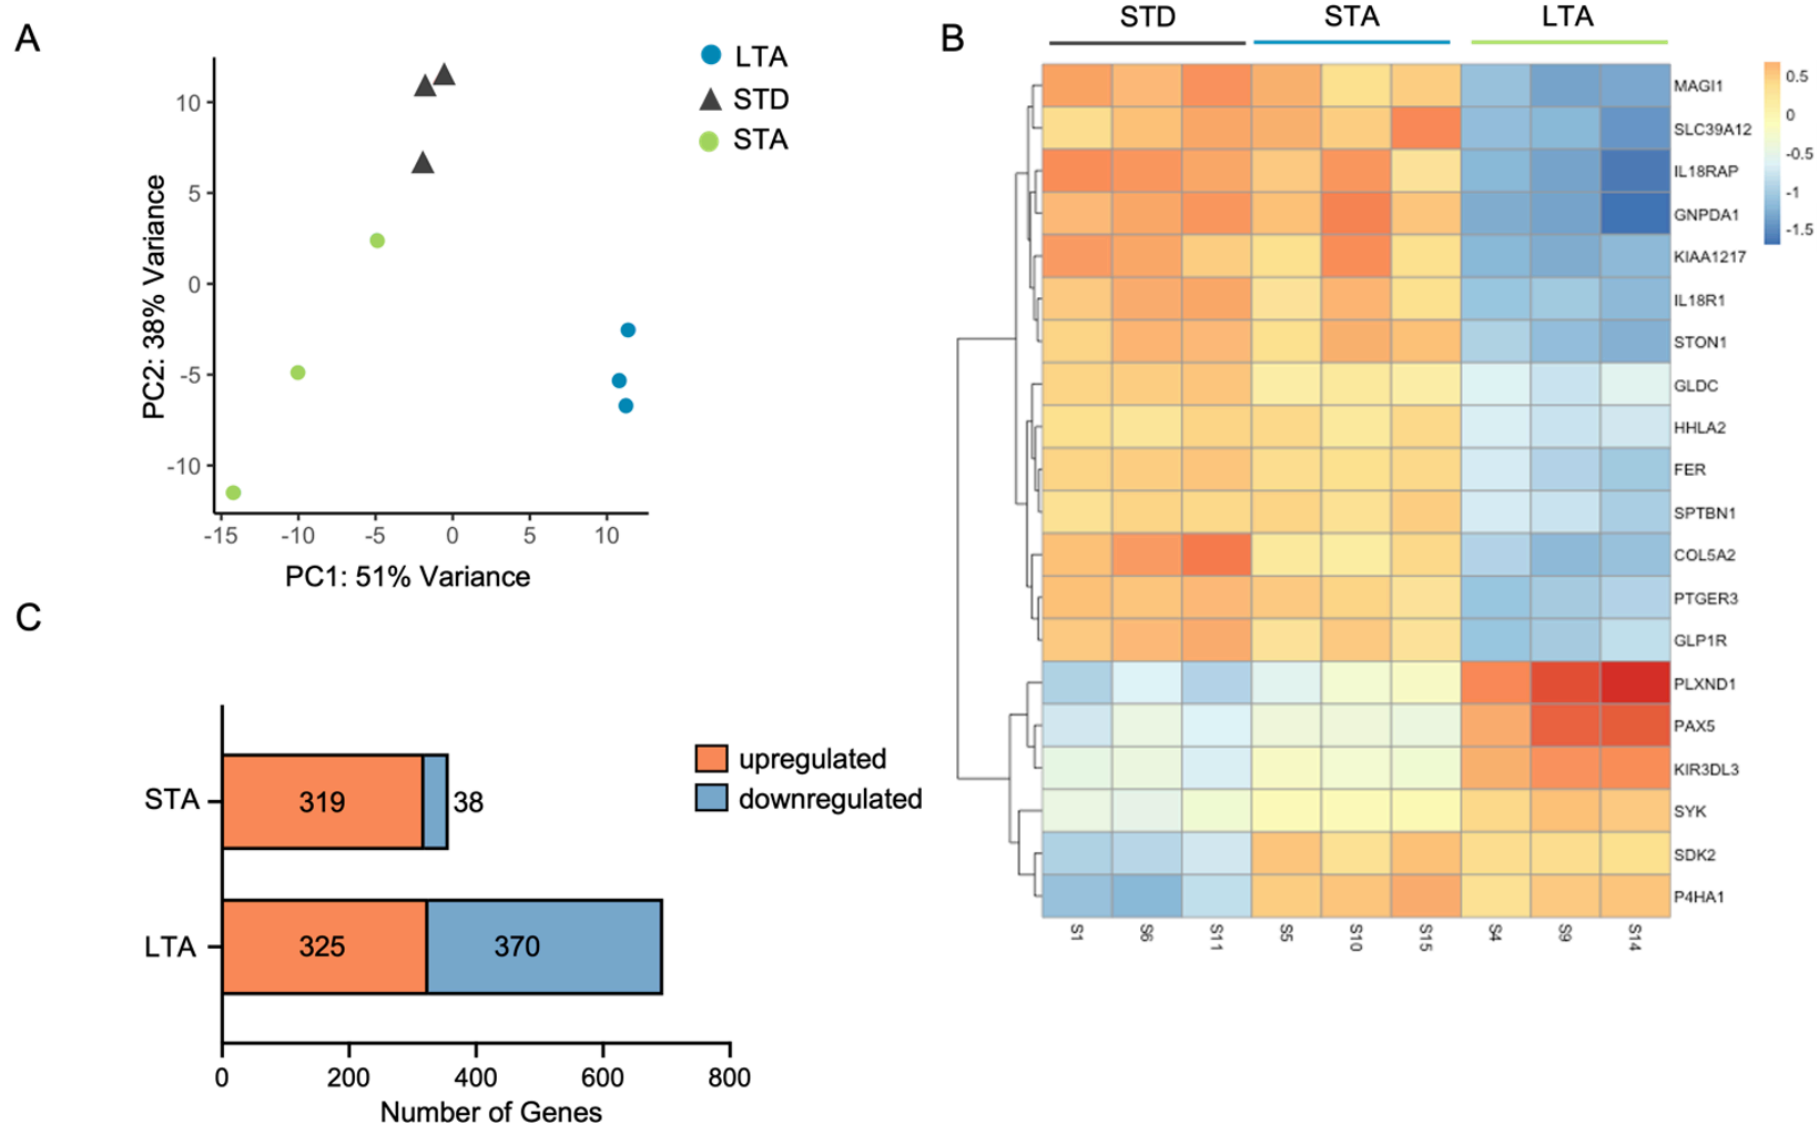 A
LTA
STD
STA
10
5
0
-5
-10
-15 -10 -5 0 5 10
PC1: 51% Variance
PC2: 38% Variance
B
STD STA LTA
MAGI1
SLC39A12
IL18RAP
GNPDA1
KIAA1217
IL18R1
STON1
GLDC
HHLA2
FER
SPTBN1
COL5A2
PTGER3
GLP1R
PLXND1
PAX5
KIR3DL3
SYK
SDK2
P4HA1
S1 S6 S11 S5 S10 S15 S4 S9 S14
0.5
0
-0.5
-1
-1.5
C
upregulated
downregulated
STA 319 38
LTA 325 370
0 200 400 600 800
Number of Genes